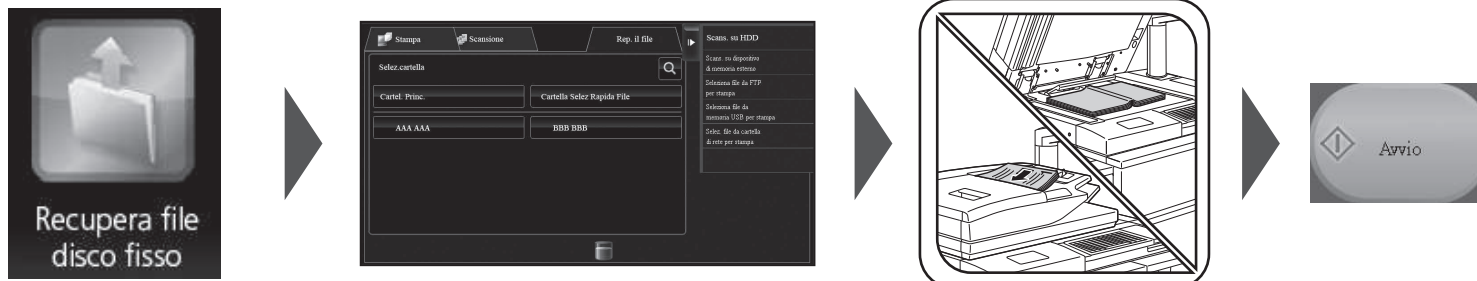 Recupera file
disco fisso
Stampa
Scansione
Rep. il file
Selez.cartella
Cartel. Princ.
Cartella Selez Rapida File
AAA AAA
BBB BBB
Scans. su HDD
Scans. su dispositivo
di memoria esterno
Seleziona file da FTP
per stampa
Seleziona file da
memoria USB per stampa
Selez. file da cartella
di rete per stampa
Avvio